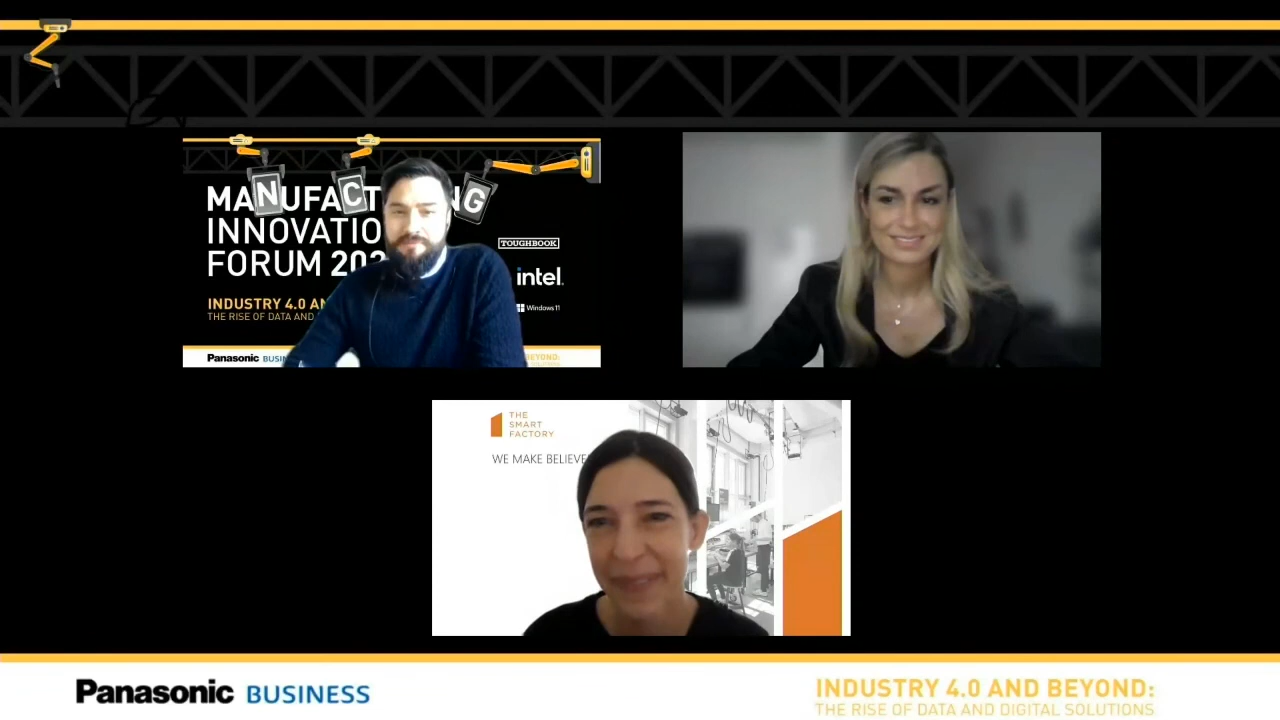 MANUFACT NG
INNOVATIO
FORUM 202
TOUGHBOOK
intel.
Windows 11
INDUSTRY 4.0 AN
THE RISE OF DATA AND
Panasonic BUSIN
EYOND:
THE
SMART
FACTORY
WE MAKE BELIEVE
Panasonic BUSINESS
INDUSTRY 4.0 AND BEYOND:
THE RISE OF DATA AND DIGITAL SOLUTIONS